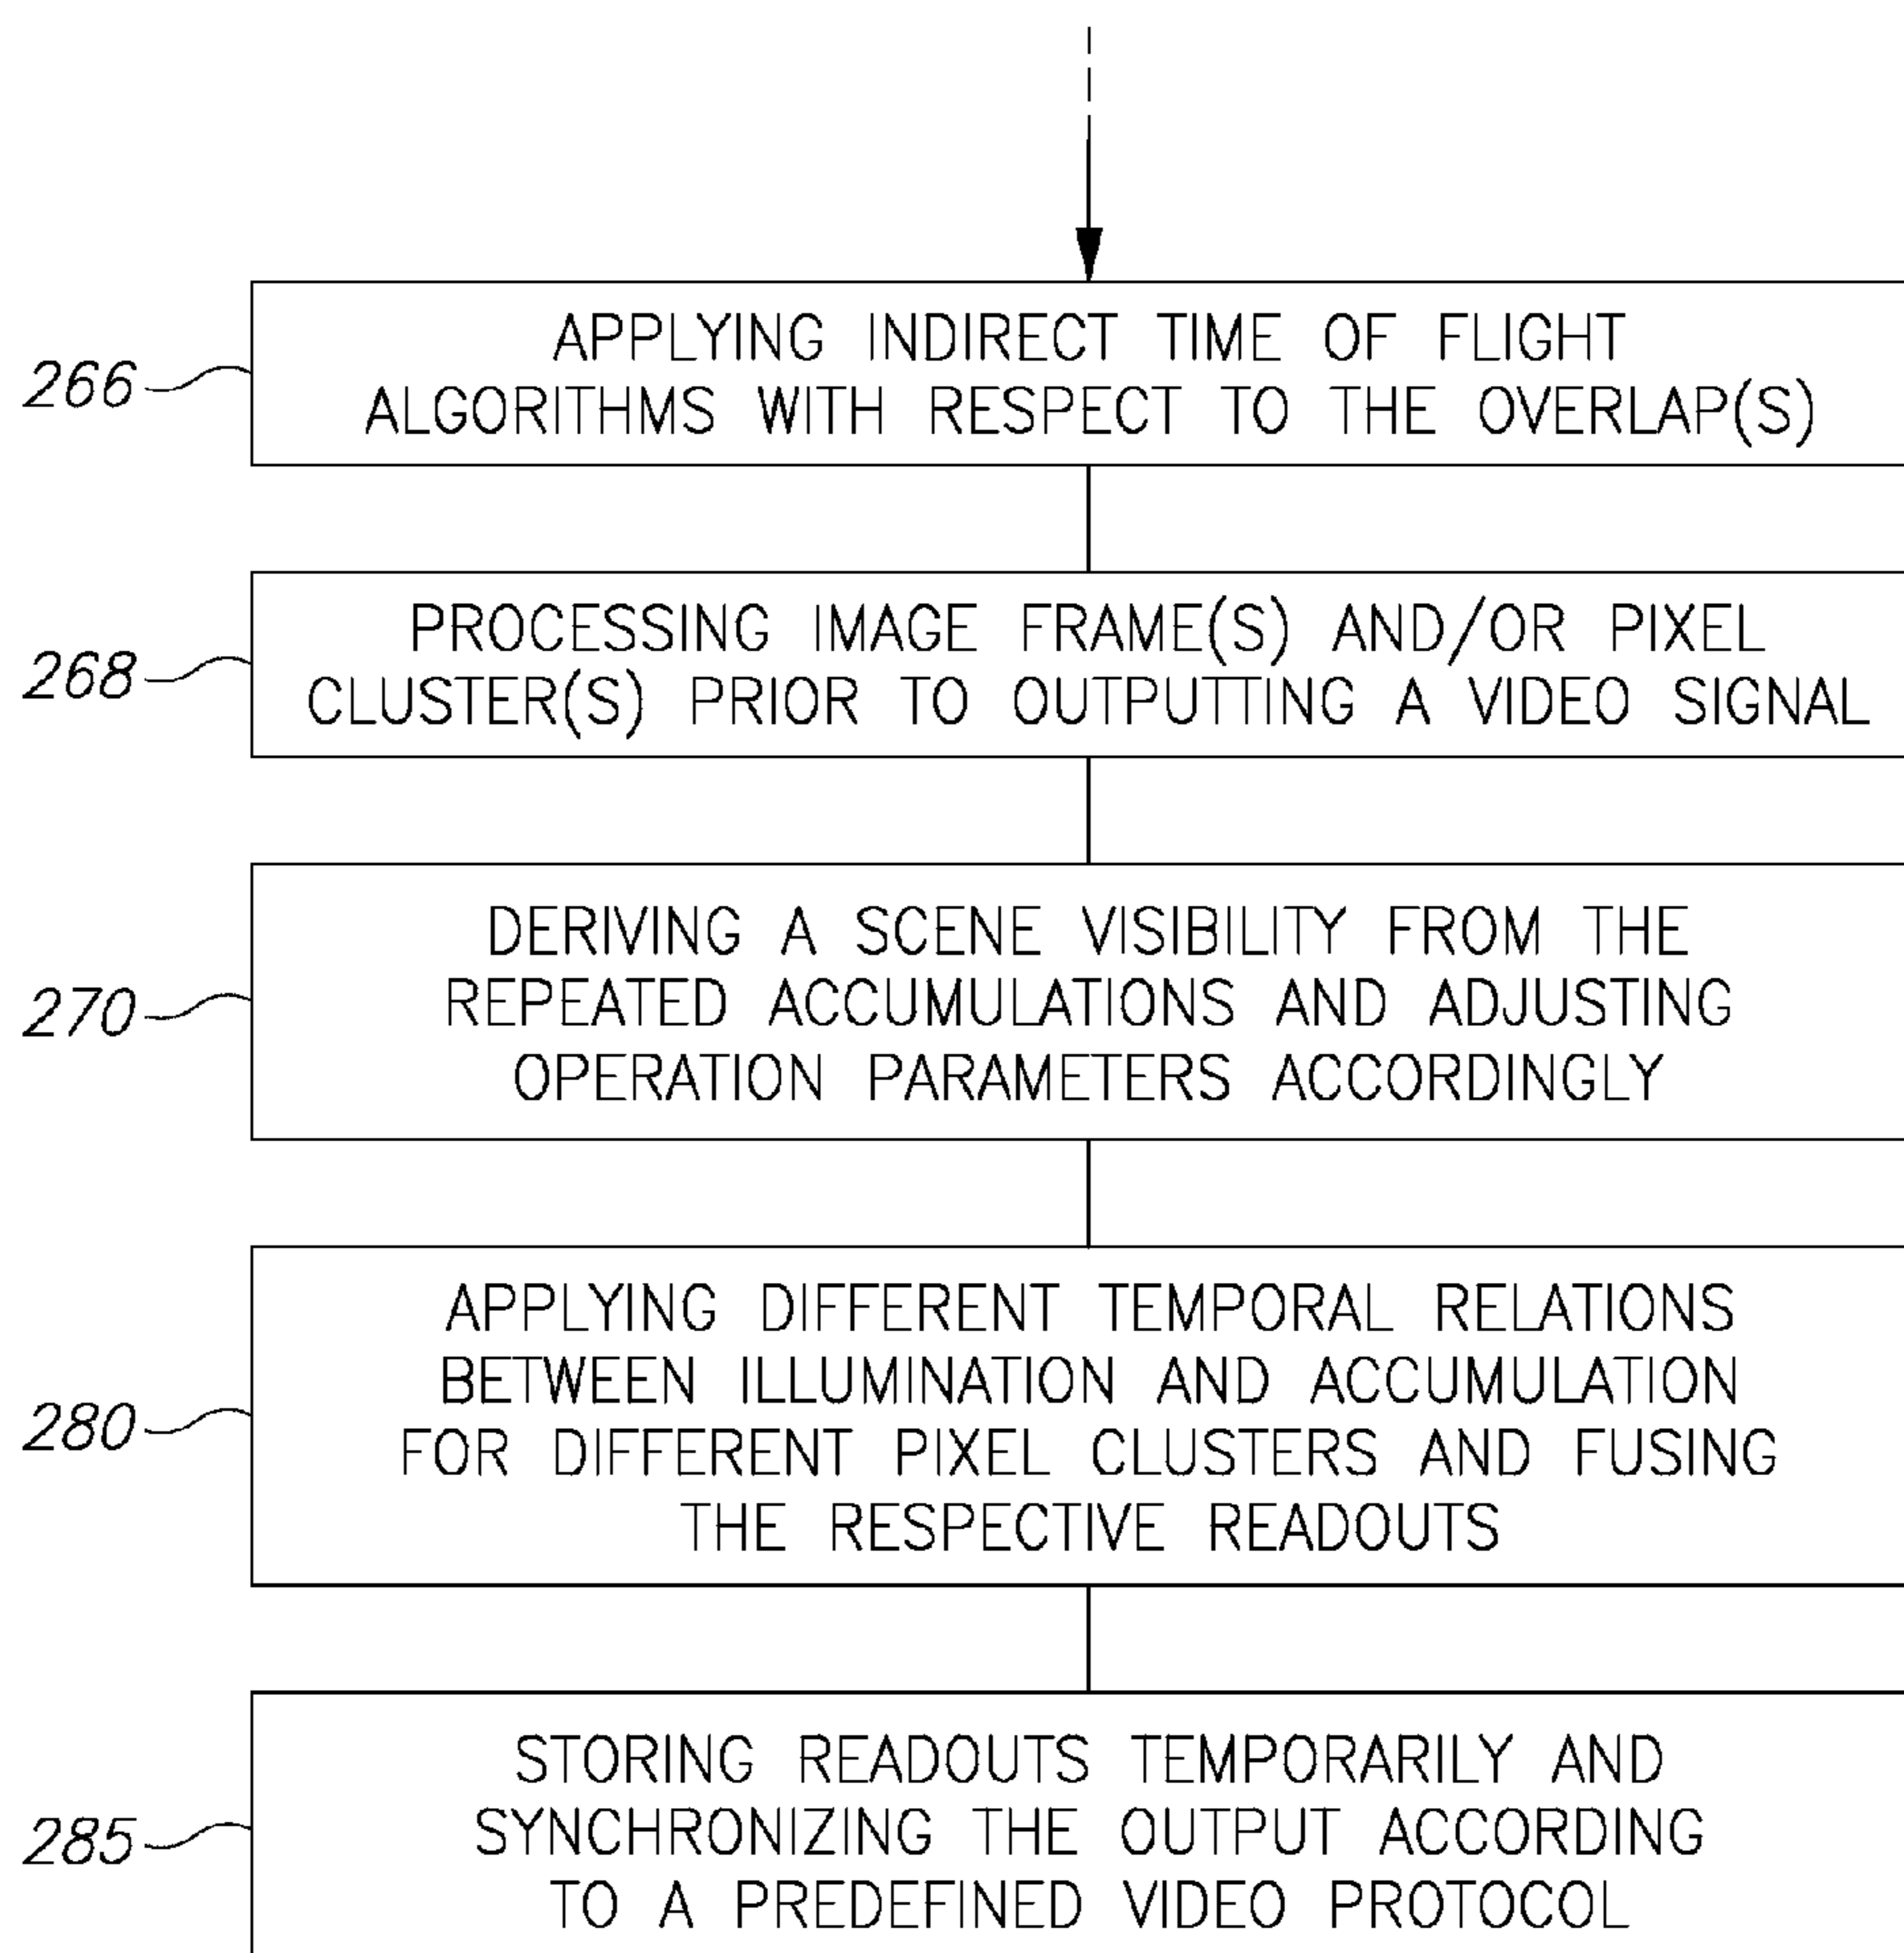 APPLYING INDIRECT TIME OF FLIGHT
266
ALGORITHMS WITH RESPECT TO THE OVERLAP(S)
PROCESSING IMAGE FRAME(S) AND/OR PIXEL
268
CLUSTER(S) PRIOR TO OUTPUTTING A VIDEO SIGNAL
DERIVING A SCENE VISIBILITY FROM THE
270
REPEATED ACCUMULATIONS AND ADJUSTING
OPERATION PARAMETERS ACCORDINGLY
APPLYING DIFFERENT TEMPORAL RELATIONS
BETWEEN ILLUMINATION AND ACCUMULATION
280
FOR DIFFERENT PIXEL CLUSTERS AND FUSING
THE RESPECTIVE READOUTS
STORING READOUTS TEMPORARILY AND
285
SYNCHRONIZING THE OUTPUT ACCORDING
TO A PREDEFINED VIDEO PROTOCOL